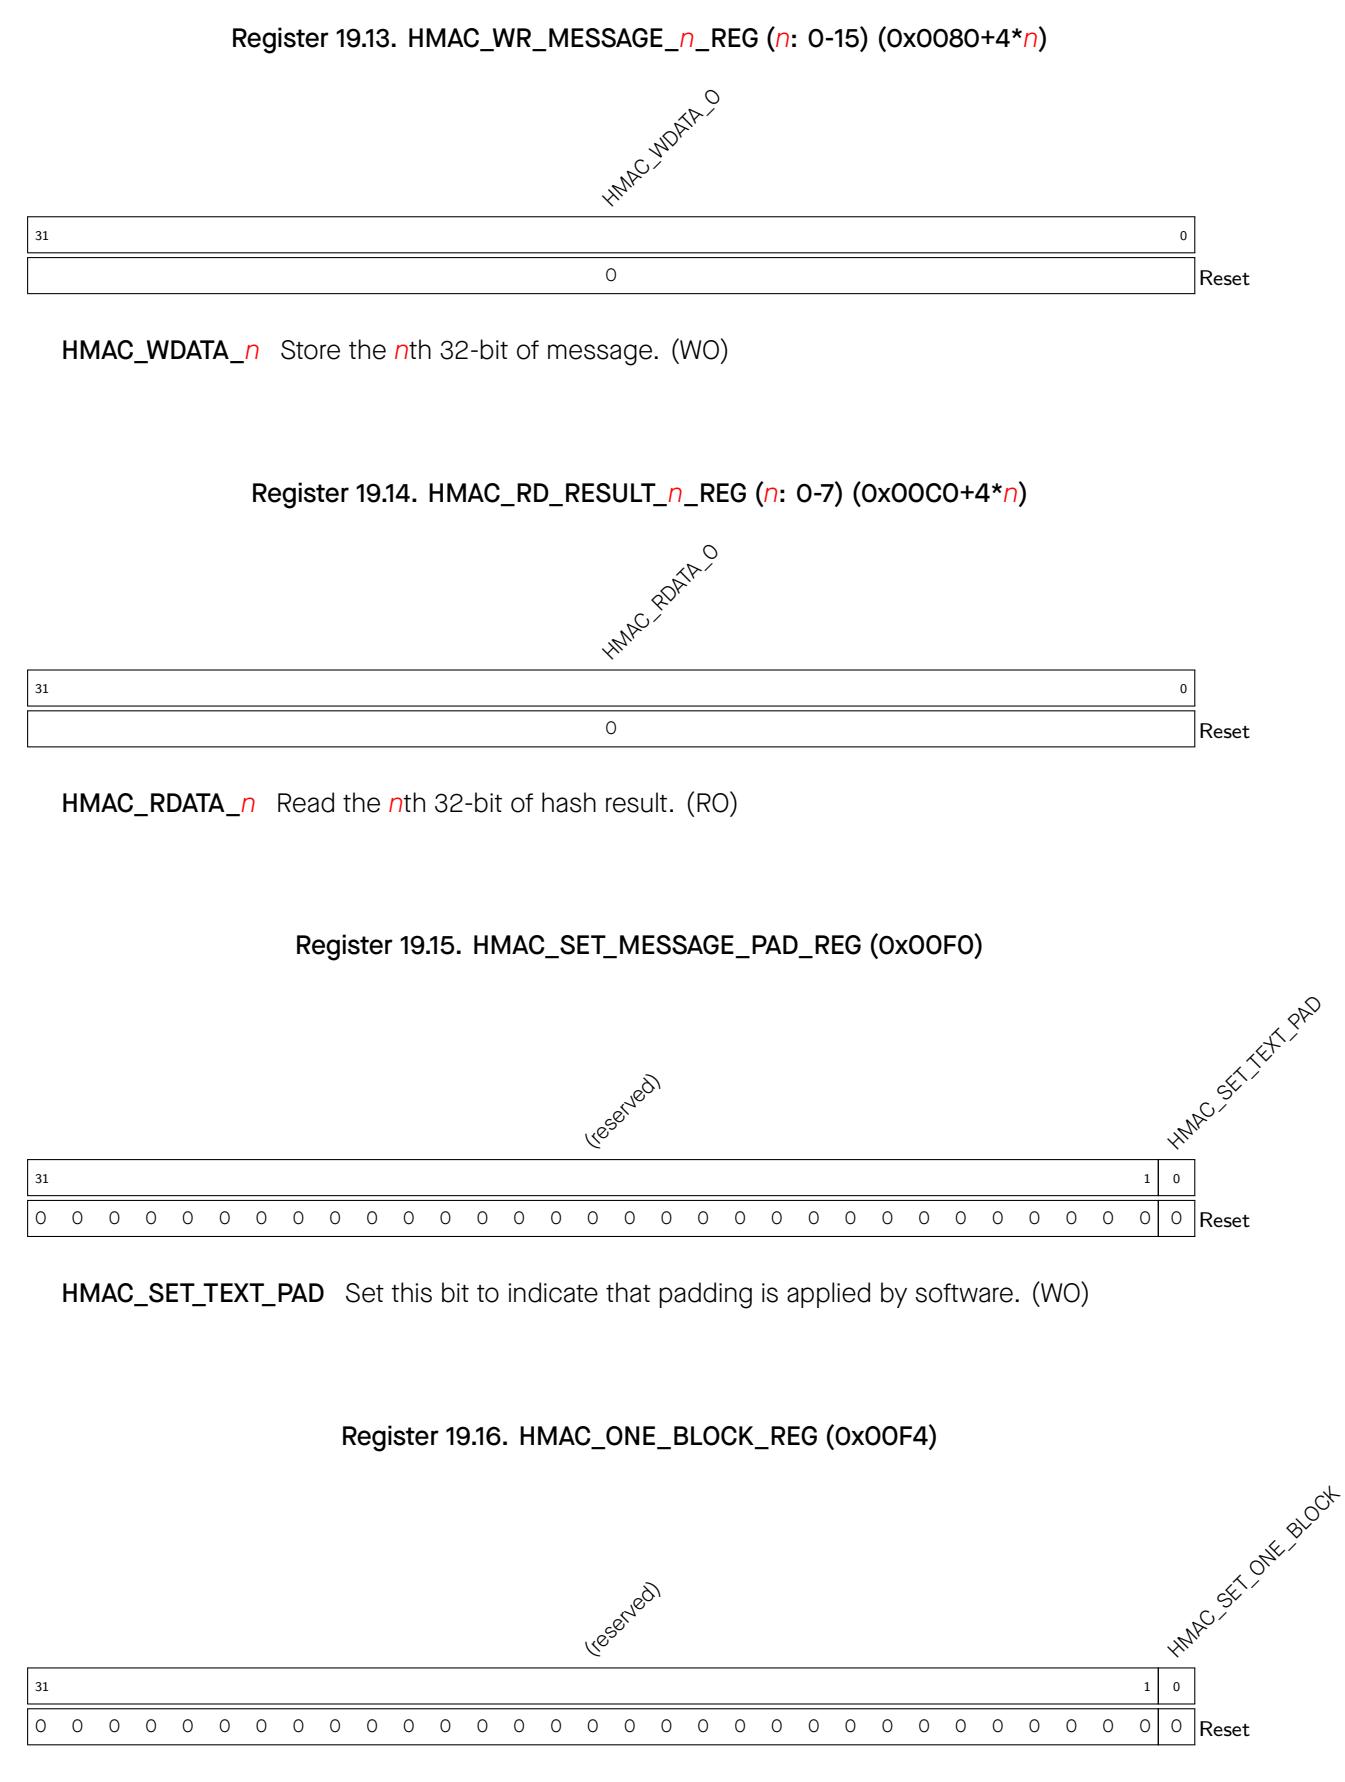 Register 19.13. HMAC_WR_MESSAGE_n_REG (n: 0-15) (0x0080+4*n)
HMAC_WDATA_0
31 0
0 Reset
HMAC_WDATA_n Store the nth 32-bit of message. (WO)
Register 19.14. HMAC_RD_RESULT_n_REG (n: 0-7) (0x00C0+4*n)
HMAC_RDATA_0
31 0
0 Reset
HMAC_RDATA_n Read the nth 32-bit of hash result. (RO)
Register 19.15. HMAC_SET_MESSAGE_PAD_REG (0x00F0)
(reserved) HMAC_SET_TEXT_PAD
31 1 0
0 0 0 0 0 0 0 0 0 0 0 0 0 0 0 0 0 0 0 0 0 0 0 0 0 0 0 0 0 0 0 0 Reset
HMAC_SET_TEXT_PAD Set this bit to indicate that padding is applied by software. (WO)
Register 19.16. HMAC_ONE_BLOCK_REG (0x00F4)
(reserved) HMAC_SET_ONE_BLOCK
31 1 0
0 0 0 0 0 0 0 0 0 0 0 0 0 0 0 0 0 0 0 0 0 0 0 0 0 0 0 0 0 0 0 0 Reset